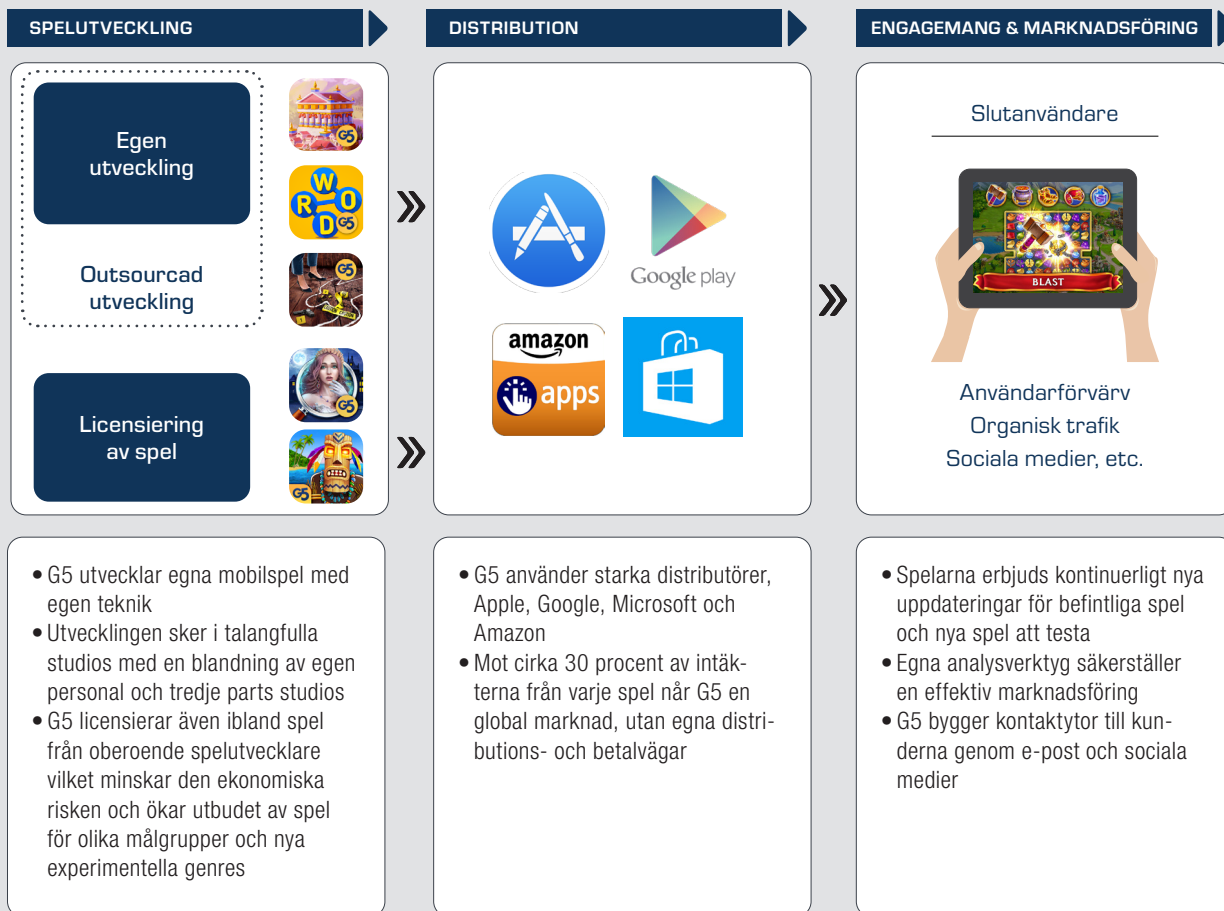 SPELUTVECKLING
Egen
utveckling
Outsourcad
utveckling
Licensiering
av spel
G5
W
R O
D G5
G5
G5
G5
• G5 utvecklar egna mobilspel med
egen teknik
• Utvecklingen sker i talangfulla
studios med en blandning av egen
personal och tredje parts studios
• G5 licensierar även ibland spel
från oberoende spelutvecklare
vilket minskar den ekonomiska
risken och ökar utbudet av spel
för olika målgrupper och nya
experimentella genres
DISTRIBUTION
Google play
amazon
apps
• G5 använder starka distributörer,
Apple, Google, Microsoft och
Amazon
• Mot cirka 30 procent av intäk-
terna från varje spel når G5 en
global marknad, utan egna distri-
butions- och betalvägar
ENGAGEMANG & MARKNADSFÖRING
Slutanvändare
BLAST
Användarförvärv
Organisk trafik
Sociala medier, etc.
• Spelarna erbjuds kontinuerligt nya
uppdateringar för befintliga spel
och nya spel att testa
• Egna analysverktyg säkerställer
en effektiv marknadsföring
• G5 bygger kontaktytor till kun-
derna genom e-post och sociala
medier